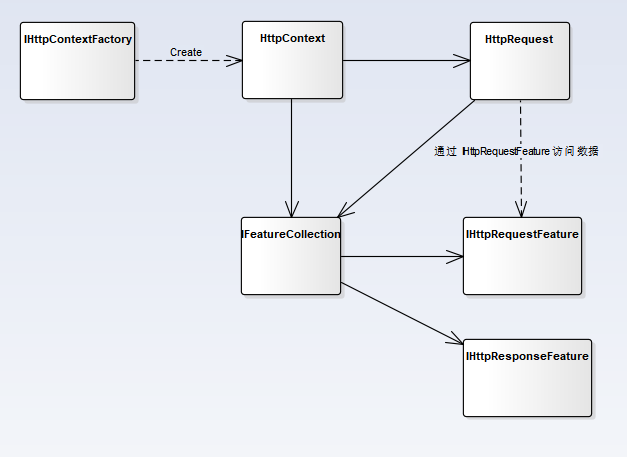 IHttpContextFactory
HttpContext
HttpRequest
Create
通过 IHttpRequestFeature 访问数据
IFeatureCollection
IHttpRequestFeature
IHttpResponseFeature